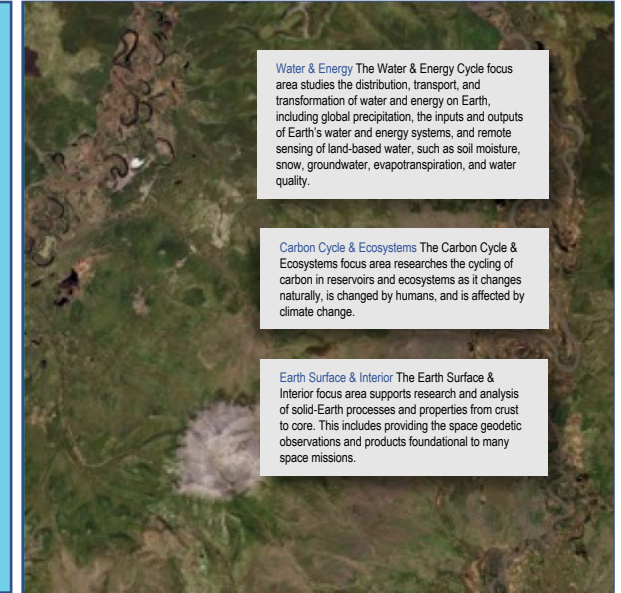 Water & Energy The Water & Energy Cycle focus
area studies the distribution, transport, and
transformation of water and energy on Earth,
including global precipitation, the inputs and outputs
of Earth's water and energy systems, and remote
sensing of land-based water, such as soil moisture,
snow, groundwater, evapotranspiration, and water
quality.
Carbon Cycle & Ecosystems The Carbon Cycle &
Ecosystems focus area researches the cycling of
carbon in reservoirs and ecosystems as it changes
naturally, is changed by humans, and is affected by
climate change.
Earth Surface & Interior The Earth Surface &
Interior focus area supports research and analysis
of solid-Earth processes and properties from crust
to core. This includes providing the space geodetic
observations and products foundational to many
space missions.